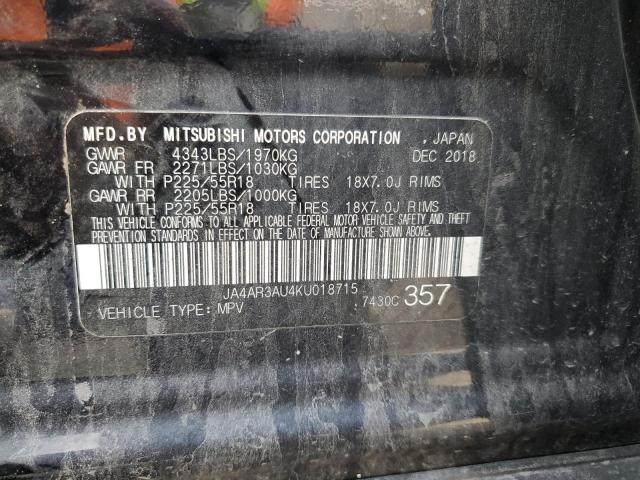 MFD.BY MITSUBISHI MOTORS CORPORATION , JAPAN
GVWR 4343LBS/1970KG DEC 2018
GAWR FR 2271LBS/1030KG
WITH P225/55R18 TIRES 18X7.0J RIMS
GAWR RR 2205LBS/1000KG
WITH P225/55R18 TIRES 18X7.0J RIMS
THIS VEHICLE CONFORMS TO ALL APPLICABLE FEDERAL MOTOR VEHICLE SAFETY AND THEFT
PREVENTION STANDARDS IN EFFECT ON THE DATE OF MANUFACTURE SHOWN ABOVE.
JA4AR3AU4KU018715
VEHICLE TYPE: MPV 7430C 357